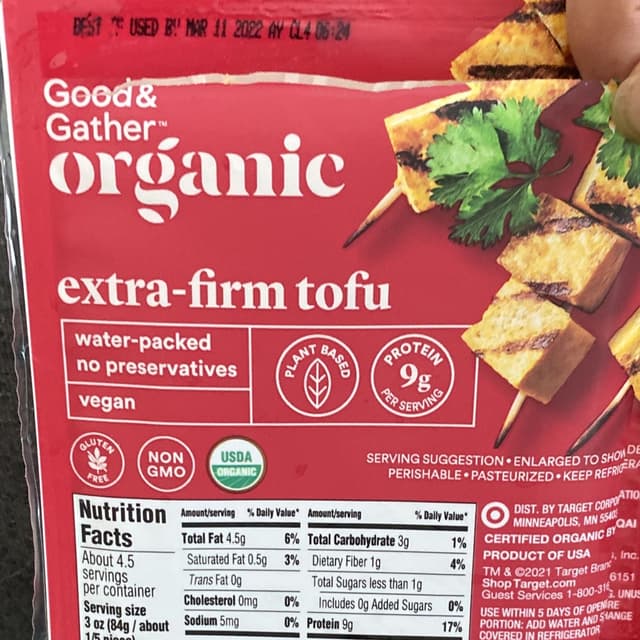 BEST IF USED BY MAR 11 2022 AY CL4 06:24
Good &
Gather™
organic
extra-firm tofu
water-packed
no preservatives
vegan
PLANT BASED
PROTEIN
9g
PER SERVING
GLUTEN
FREE
NON
GMO
USDA
ORGANIC
SERVING SUGGESTION • ENLARGED TO SHOW DE
PERISHABLE • PASTEURIZED • KEEP REFRIGERA
Nutrition
Facts
About 4.5
servings
per container
Serving size
3 oz (84g / about
Amount/serving % Daily Value*
Total Fat 4.5g 6%
Saturated Fat 0.5g 3%
Trans Fat 0g
Cholesterol 0mg 0%
Sodium 5mg 0%
Amount/serving % Daily Value*
Total Carbohydrate 3g 1%
Dietary Fiber 1g 4%
Total Sugars less than 1g
Includes 0g Added Sugars 0%
Protein 9g 17%
DIST. BY TARGET CORPORATIO
MINNEAPOLIS, MN
CERTIFIED ORGANIC BY QAI
PRODUCT OF USA
TM & ©2021 Target Brand , Inc.
Shop Target.com
Guest Services 1-800-316 6151
USE WITHIN 5 DAYS OF OPENING. UNUS
PORTION: ADD WATER AND
COVERED IN REFRIGERATOR